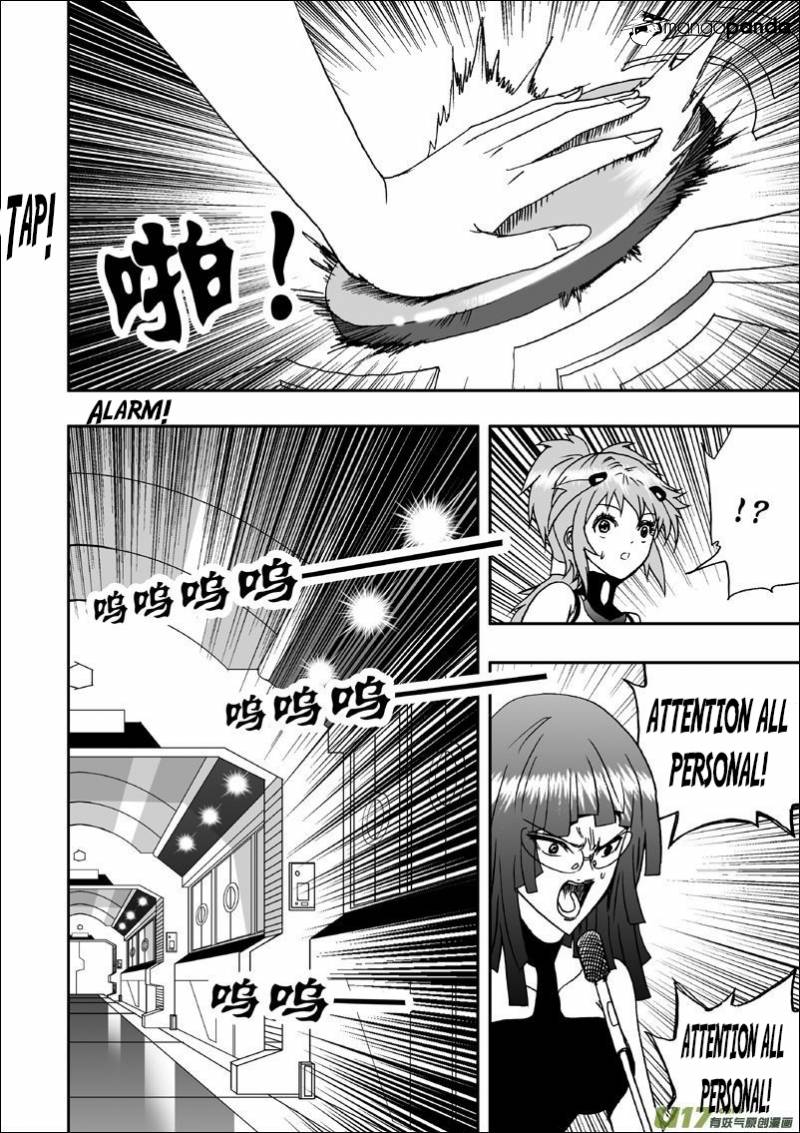 mangapanda
TAP!
啪!
ALARM!
呜呜呜呜——
呜呜呜——
呜呜——
!?
ATTENTION ALL
PERSONAL!
ATTENTION ALL
PERSONAL!
U17
有妖气原创漫画